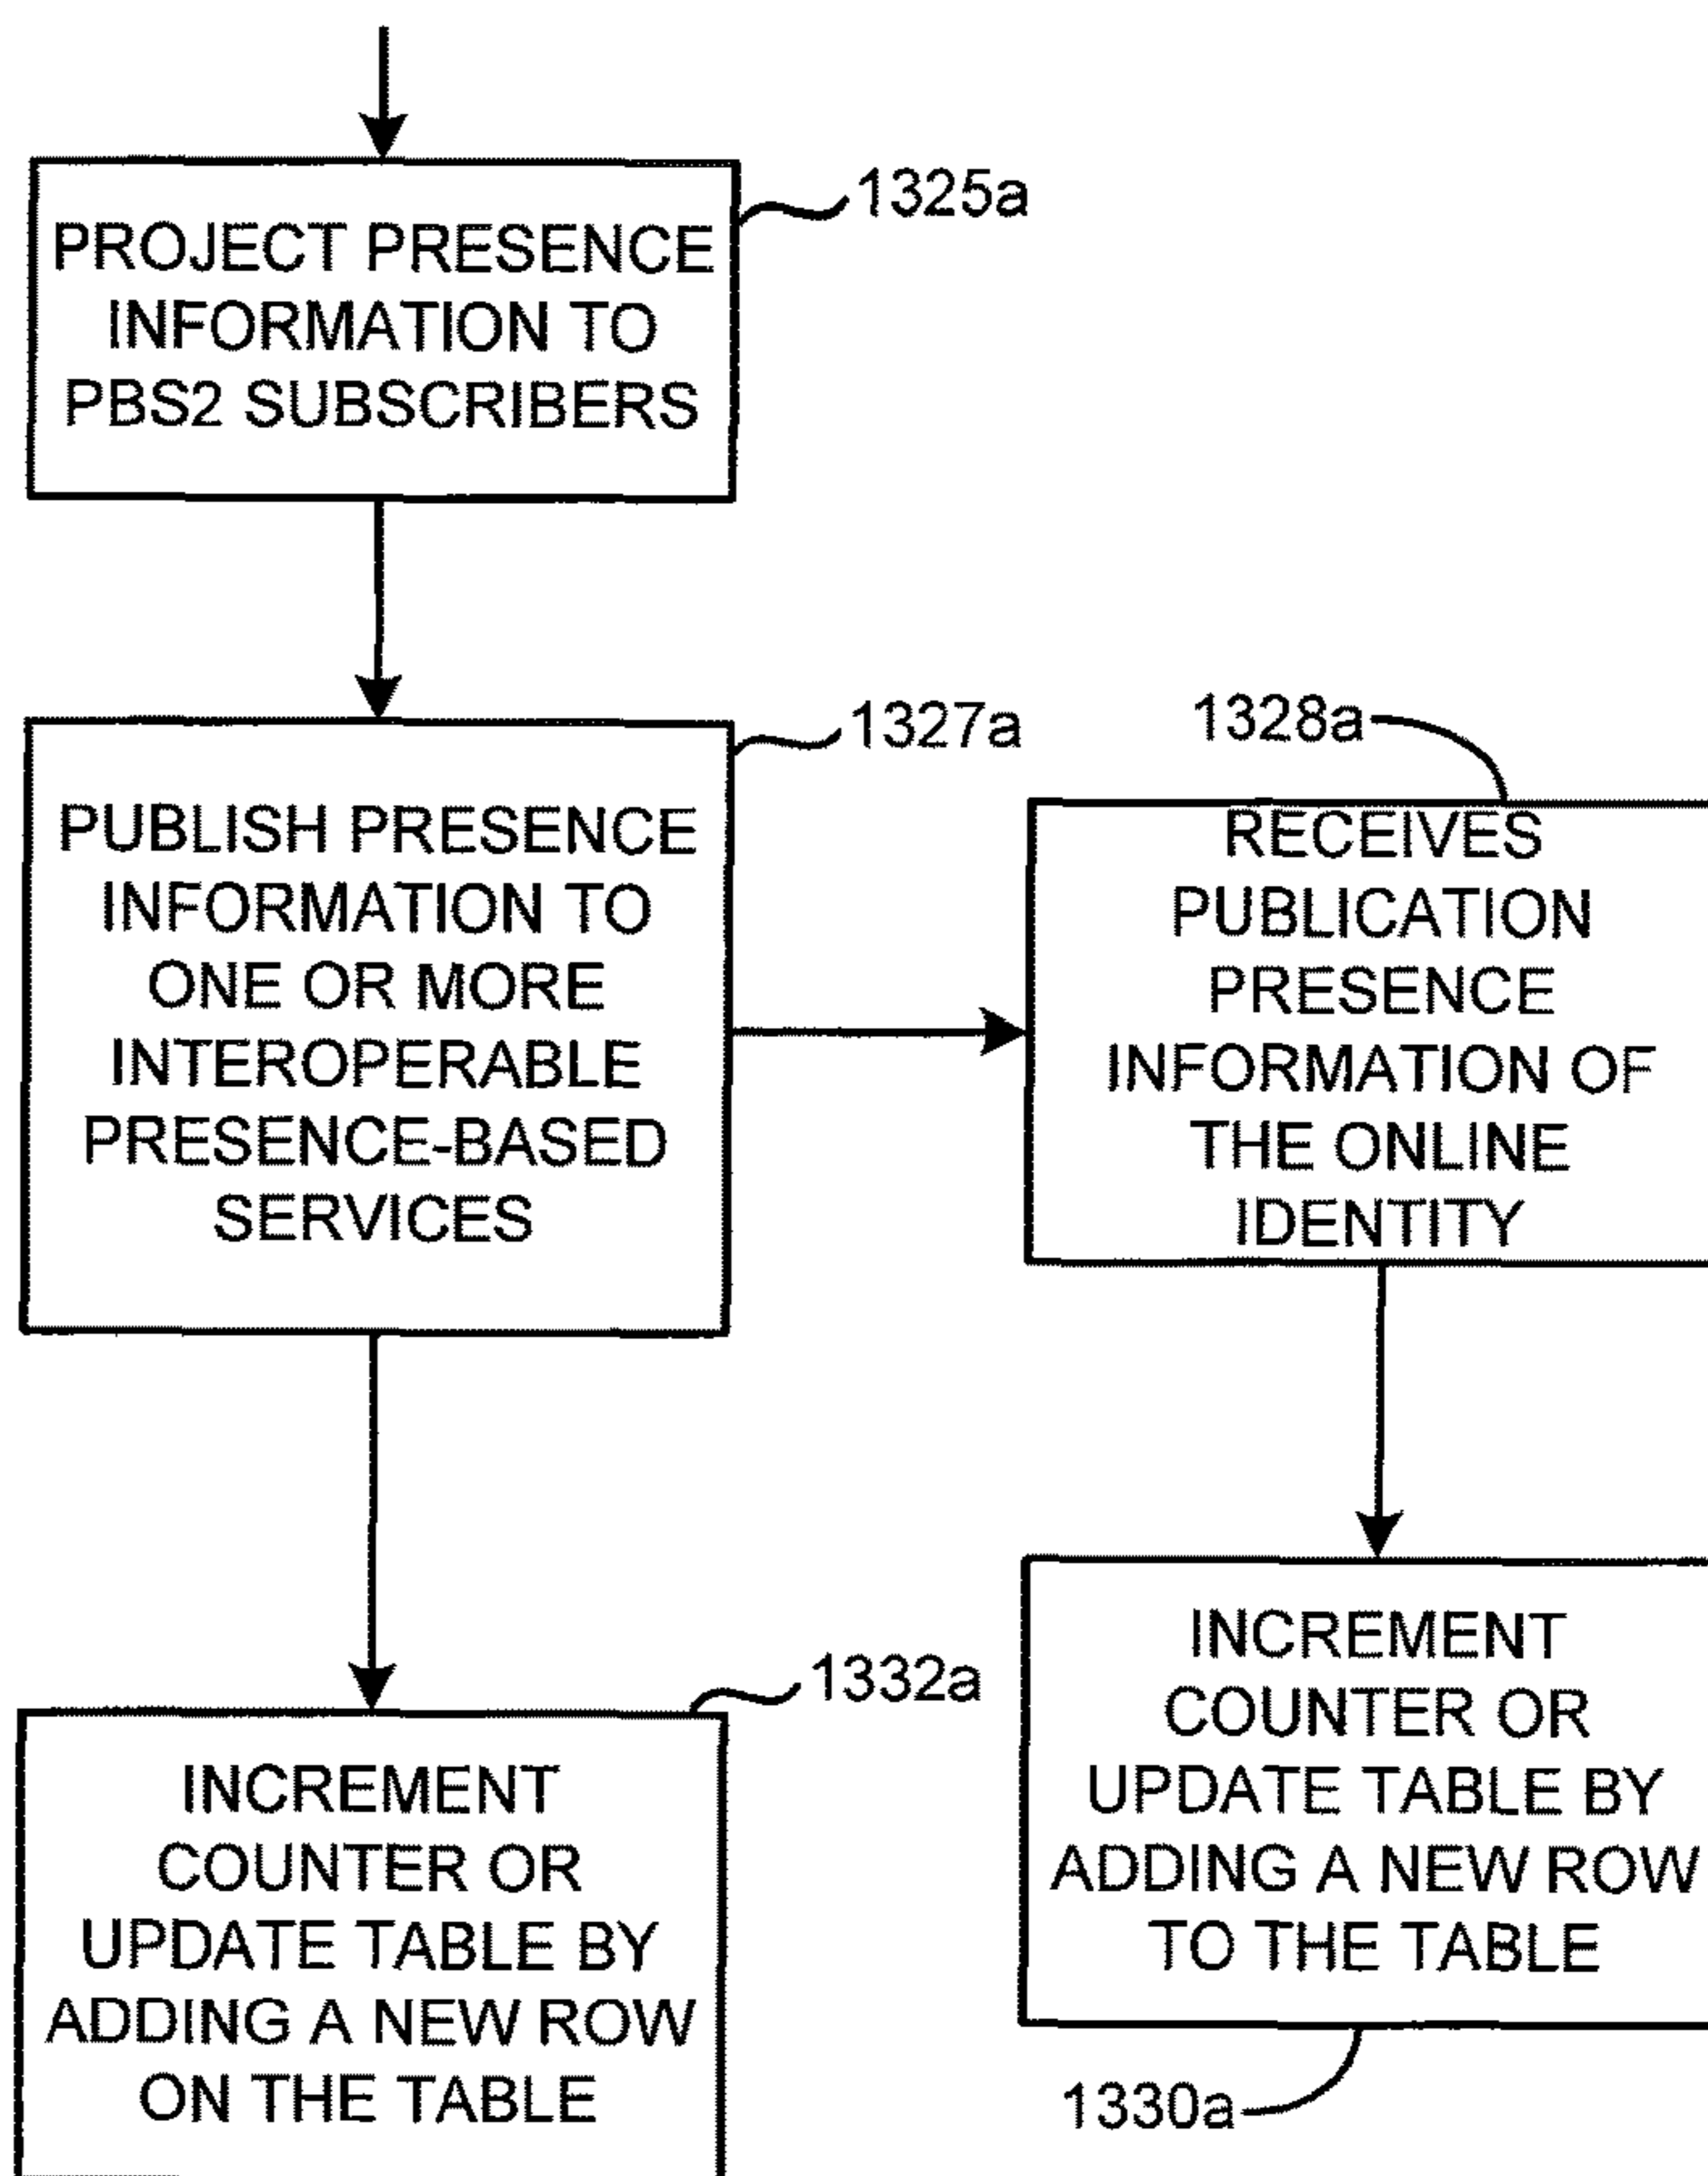 1325a
PROJECT PRESENCE
INFORMATION TO
PBS2 SUBSCRIBERS
1327a
PUBLISH PRESENCE
INFORMATION TO
ONE OR MORE
INTEROPERABLE
PRESENCE-BASED
SERVICES
1328a
RECEIVES
PUBLICATION
PRESENCE
INFORMATION OF
THE ONLINE
IDENTITY
1332a
INCREMENT
COUNTER OR
UPDATE TABLE BY
ADDING A NEW ROW
ON THE TABLE
INCREMENT
COUNTER OR
UPDATE TABLE BY
ADDING A NEW ROW
TO THE TABLE
1330a